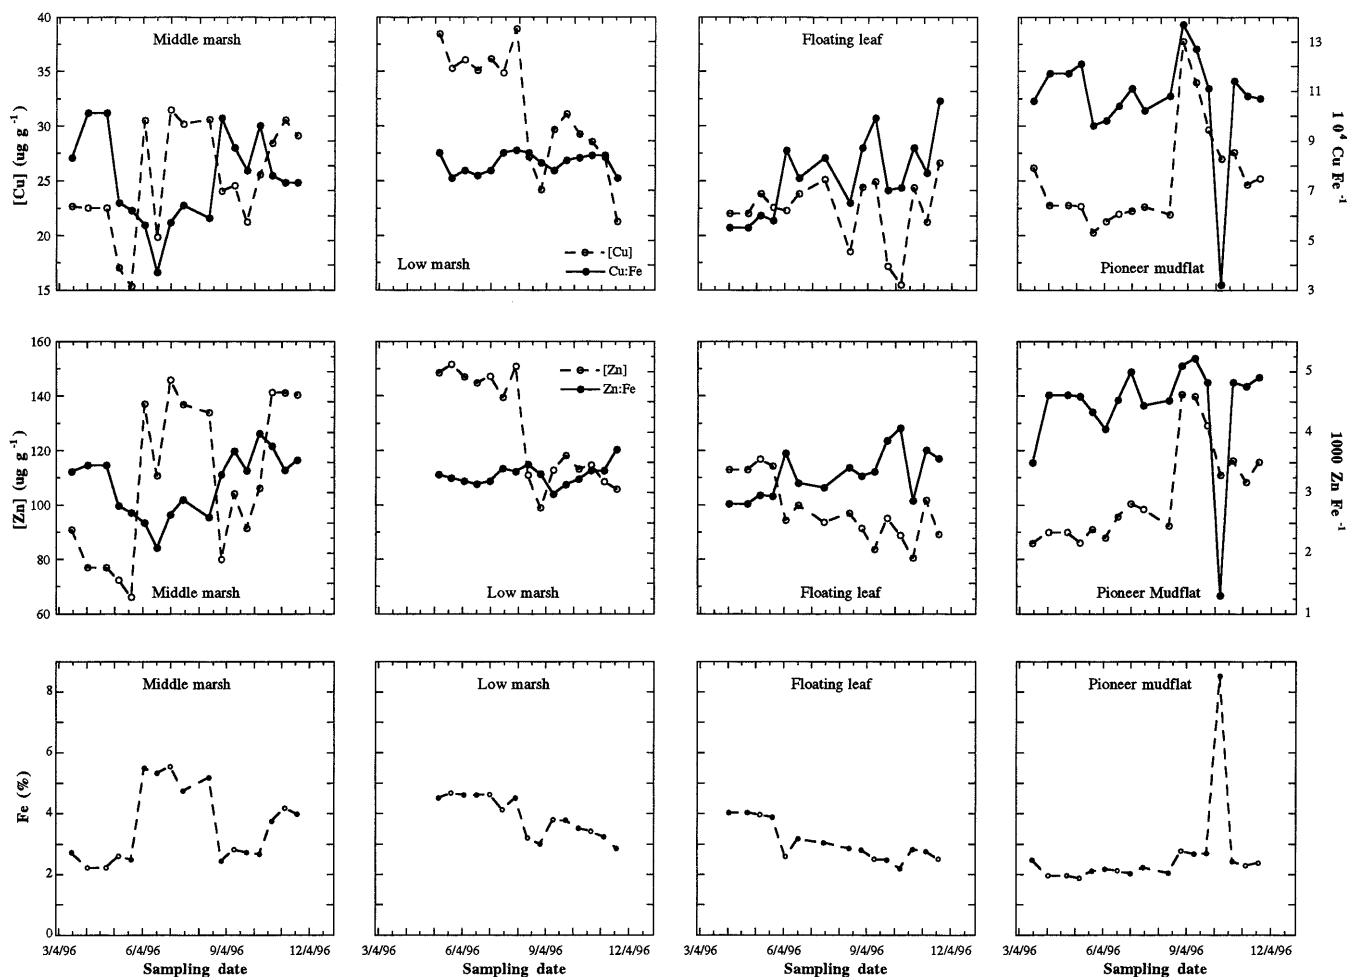 40
35
30
25
20
15
[Cu] (ug g -1)
Middle marsh
Low marsh
[Cu]
Cu:Fe
Floating leaf
Pioneer mudflat
13
11
9
7
5
3
1 0⁴ Cu Fe -1
160
140
120
100
80
60
[Zn] (ug g -1)
Middle marsh
[Zn]
Zn:Fe
Low marsh
Floating leaf
Pioneer Mudflat
5
4
3
2
1
1000 Zn Fe -1
8
6
4
2
0
Fe (%)
Middle marsh
Low marsh
Floating leaf
Pioneer mudflat
3/4/96 6/4/96 9/4/96 12/4/96 3/4/96 6/4/96 9/4/96 12/4/96 3/4/96 6/4/96 9/4/96 12/4/96 3/4/96 6/4/96 9/4/96 12/4/96
Sampling date Sampling date Sampling date Sampling date